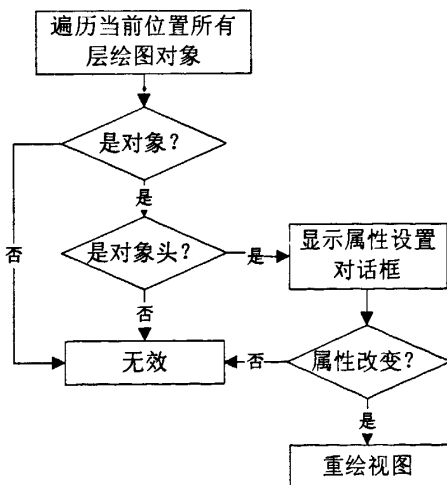 遍历当前位置所有
层绘图对象
是对象?
是
否
是对象头?
是
显示属性设置
对话框
否
无效
否
属性改变?
是
重绘视图